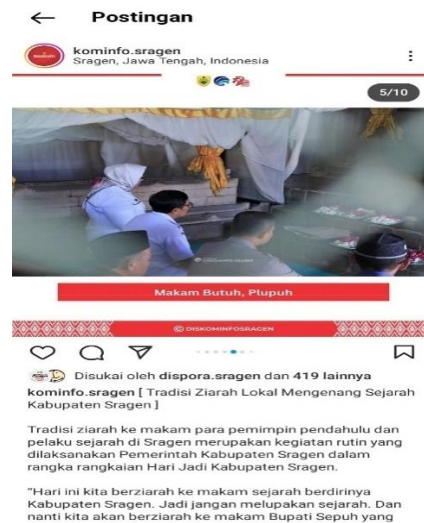 Postingan
kominfo.sragen
Sragen, Jawa Tengah, Indonesia
5/10
DISKOMINFOSRAGEN
Makam Butuh, Plupuh
© DISKOMINFOSRAGEN
Disukai oleh dispora.sragen dan 419 lainnya
kominfo.sragen [ Tradisi Ziarah Lokal Mengenang Sejarah
Kabupaten Sragen ]
Tradisi ziarah ke makam para pemimpin pendahulu dan
pelaku sejarah di Sragen merupakan kegiatan rutin yang
dilaksanakan Pemerintah Kabupaten Sragen dalam
rangka rangkaian Hari Jadi Kabupaten Sragen.
"Hari ini kita berziarah ke makam sejarah berdirinya
Kabupaten Sragen. Jadi jangan melupakan sejarah. Dan
nanti kita akan berziarah ke makam Bupati Sepuh yang